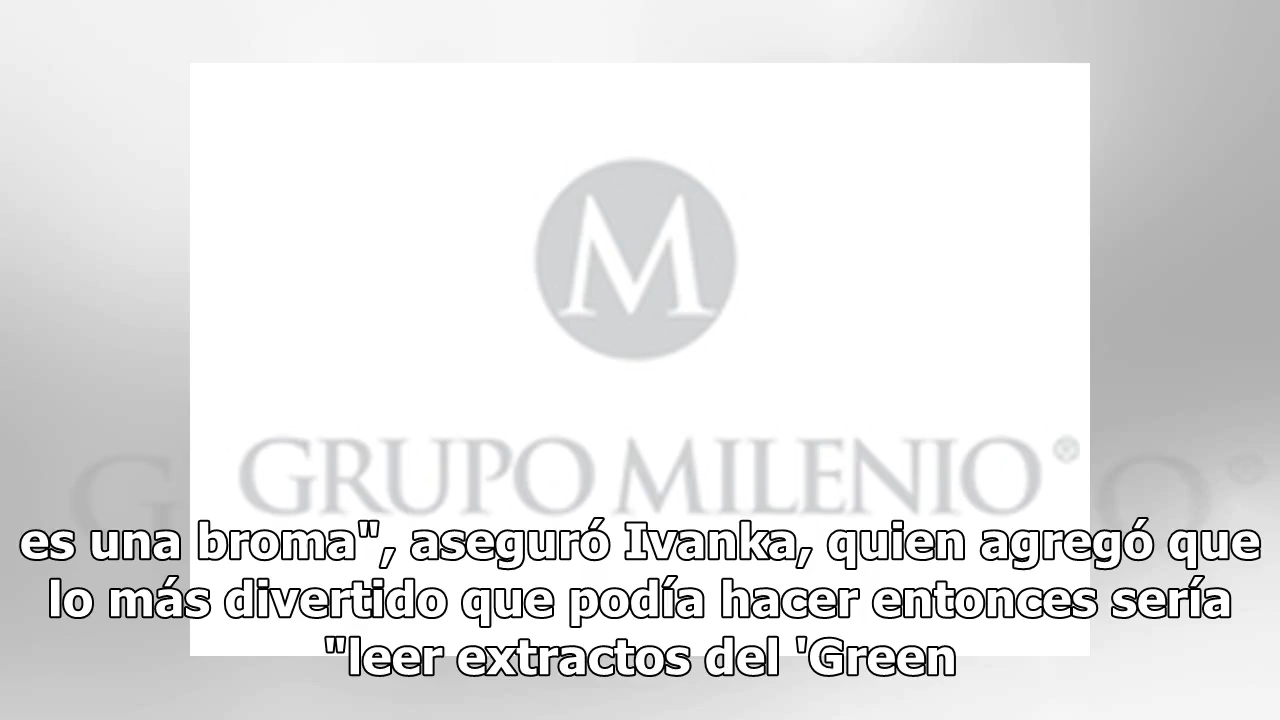 M
GRUPO MILENIO®
es una broma", aseguró Ivanka, quien agregó que
lo más divertido que podía hacer entonces sería
"leer extractos del 'Green